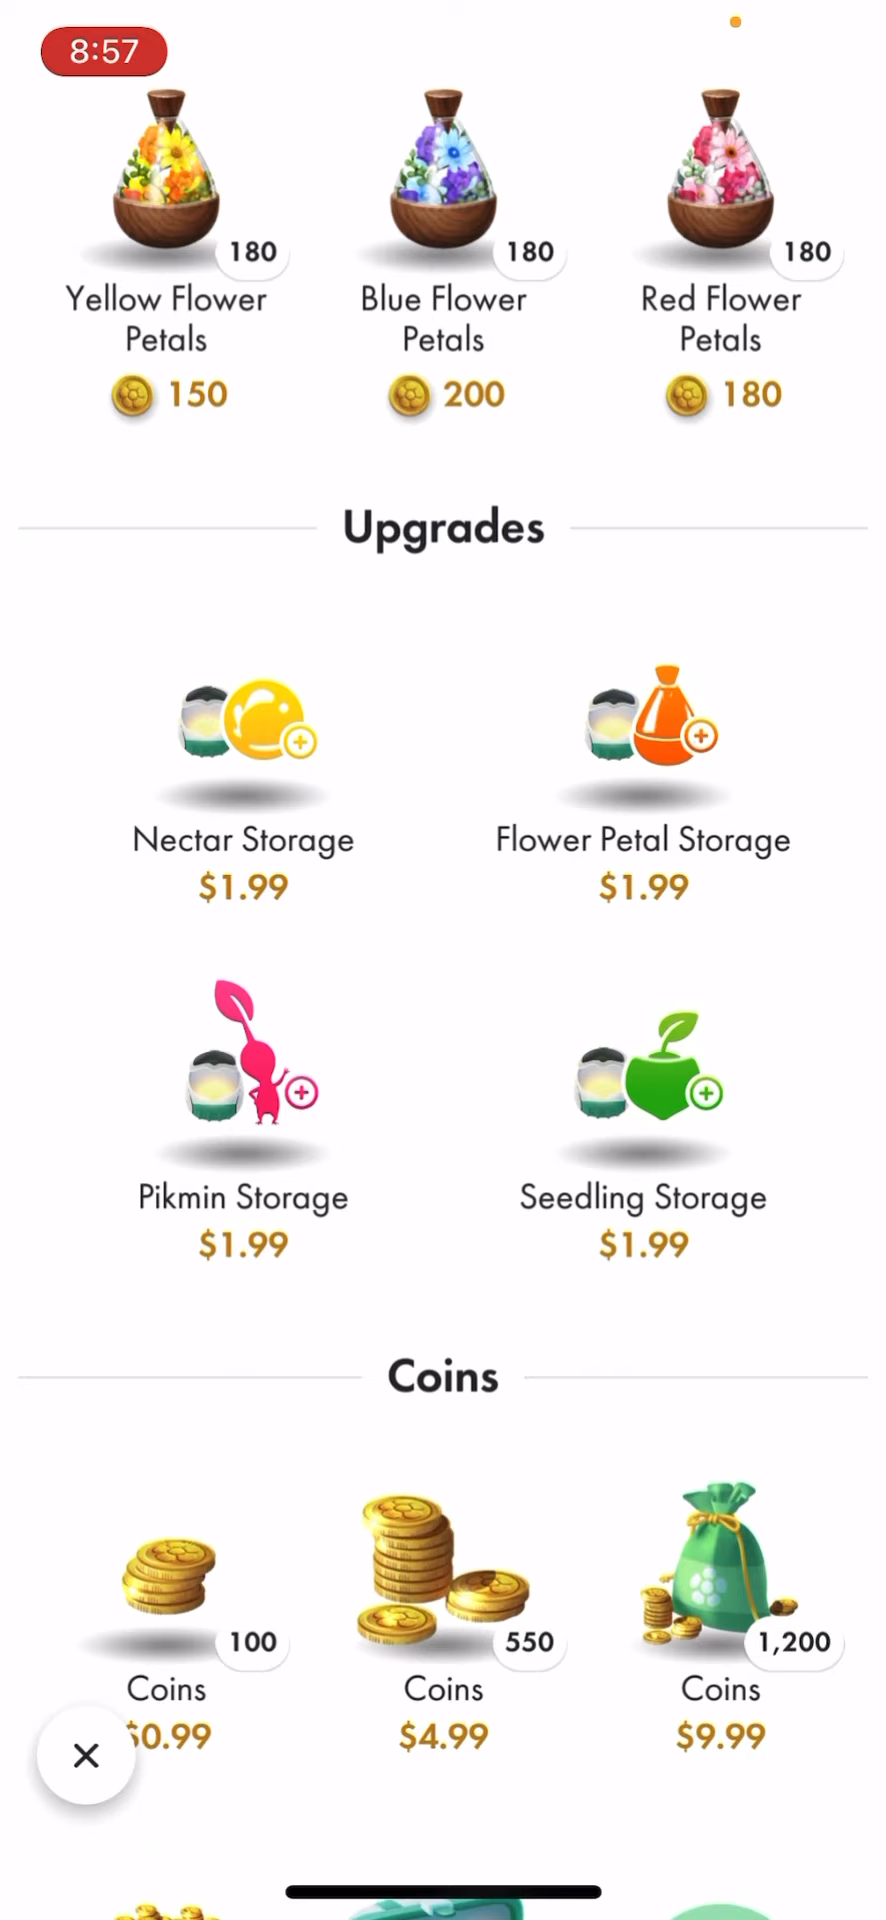 8:57
180
180
180
Yellow Flower
Petals
Blue Flower
Petals
Red Flower
Petals
150
200
180
Upgrades
Nectar Storage
$1.99
Flower Petal Storage
$1.99
Pikmin Storage
$1.99
Seedling Storage
$1.99
Coins
100
550
1,200
Coins
Coins
Coins
$0.99
$4.99
$9.99